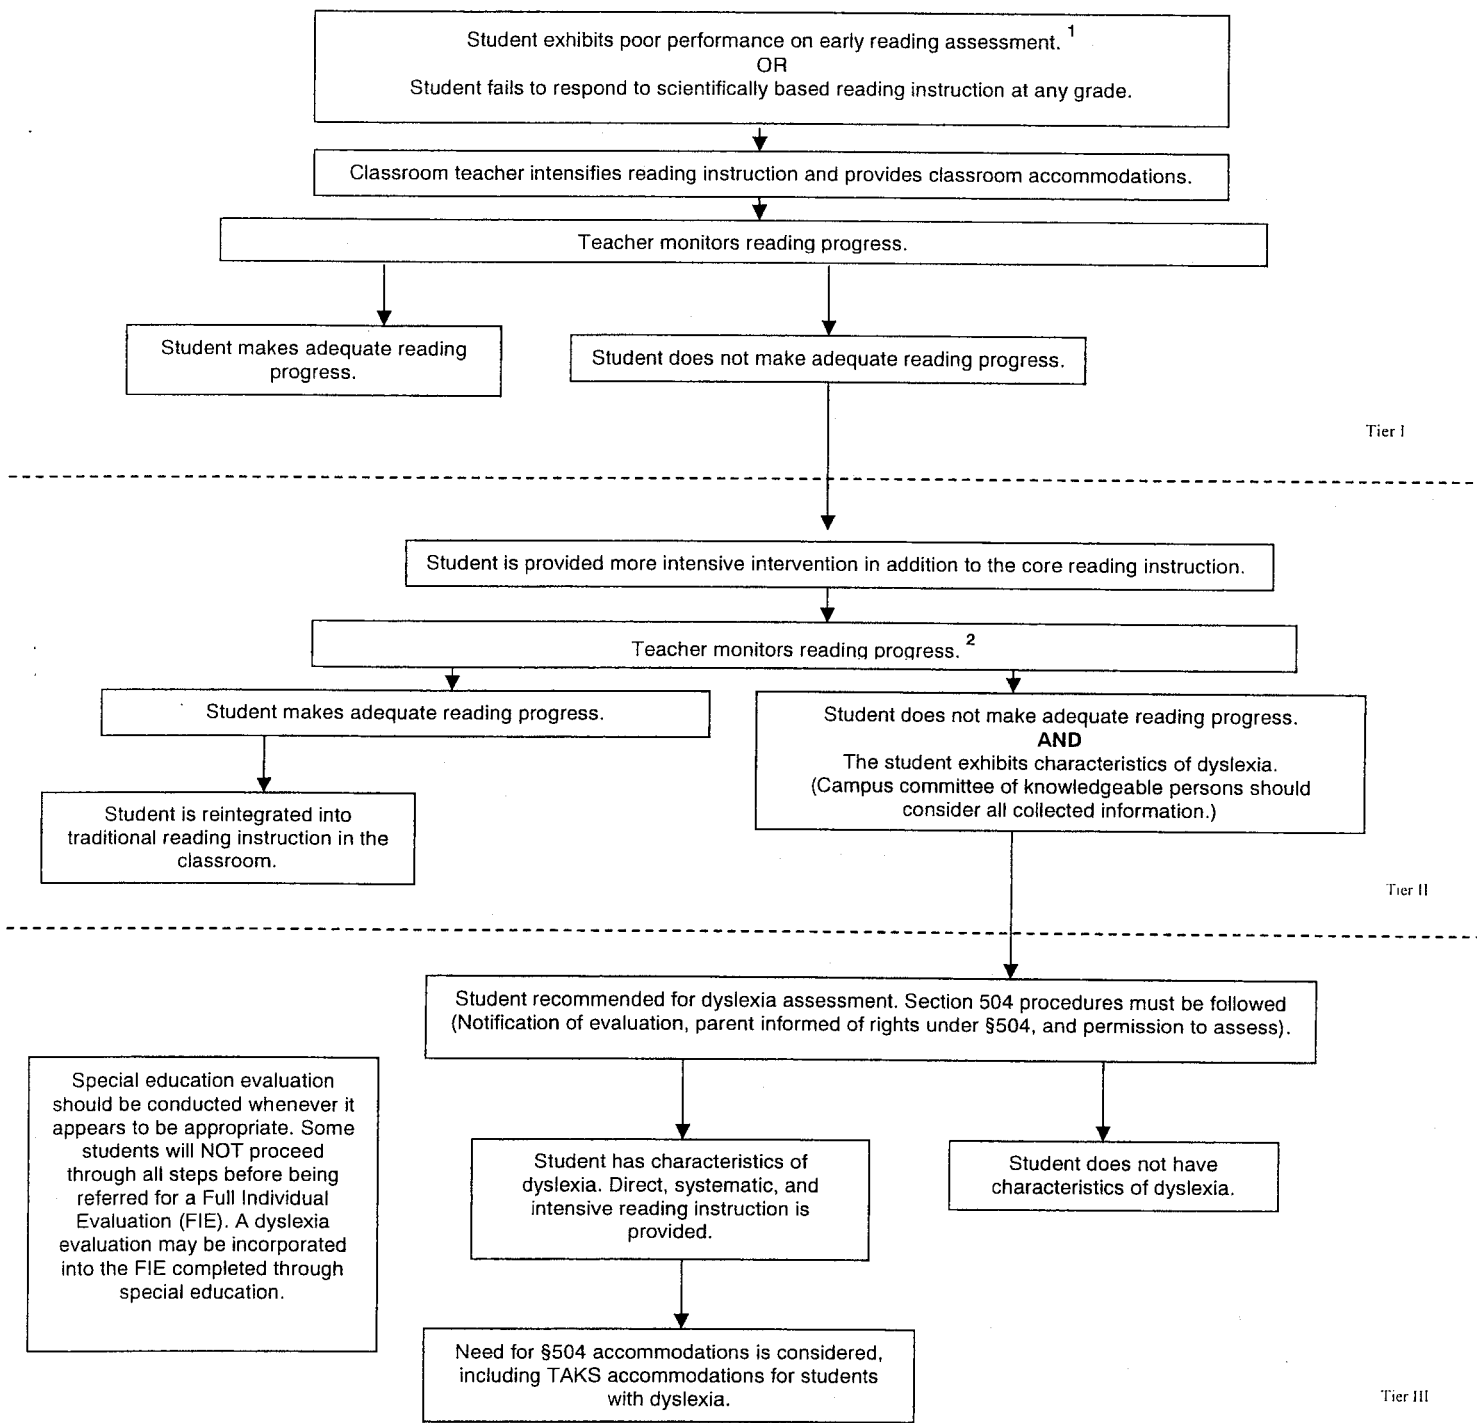 Student exhibits poor performance on early reading assessment. 1
OR
Student fails to respond to scientifically based reading instruction at any grade.
Classroom teacher intensifies reading instruction and provides classroom accommodations.
Teacher monitors reading progress.
Student makes adequate reading
progress.
Student does not make adequate reading progress.
Tier I
Student is provided more intensive intervention in addition to the core reading instruction.
Teacher monitors reading progress. 2
Student makes adequate reading progress.
Student does not make adequate reading progress.
AND
The student exhibits characteristics of dyslexia.
(Campus committee of knowledgeable persons should
consider all collected information.)
Student is reintegrated into
traditional reading instruction in the
classroom.
Tier II
Student recommended for dyslexia assessment. Section 504 procedures must be followed
(Notification of evaluation, parent informed of rights under §504, and permission to assess).
Special education evaluation
should be conducted whenever it
appears to be appropriate. Some
students will NOT proceed
through all steps before being
referred for a Full Individual
Evaluation (FIE). A dyslexia
evaluation may be incorporated
into the FIE completed through
special education.
Student has characteristics of
dyslexia. Direct, systematic, and
intensive reading instruction is
provided.
Student does not have
characteristics of dyslexia.
Need for §504 accommodations is considered,
including TAKS accommodations for students
with dyslexia.
Tier III